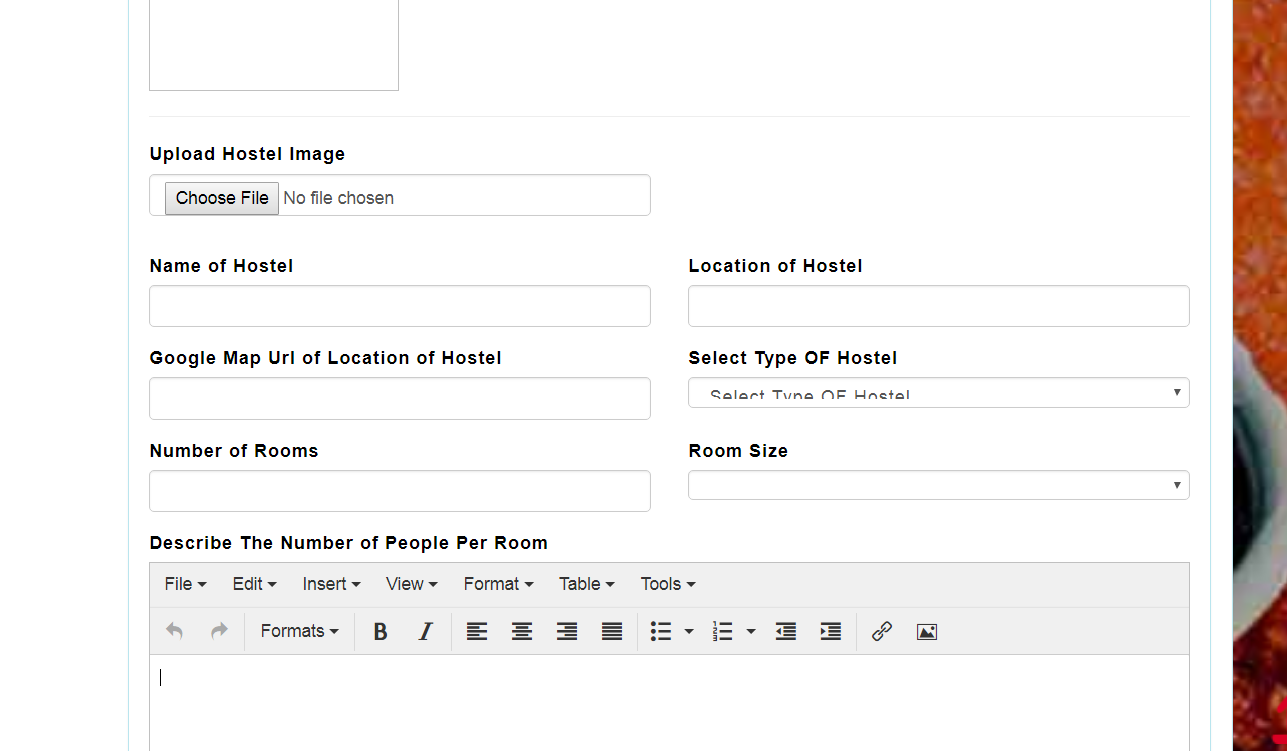 Upload Hostel Image
Choose File No file chosen
Name of Hostel Location of Hostel
Google Map Url of Location of Hostel Select Type OF Hostel
Select Type OF Hostel
Number of Rooms Room Size
Describe The Number of People Per Room
File Edit Insert View Format Table Tools
Formats B I